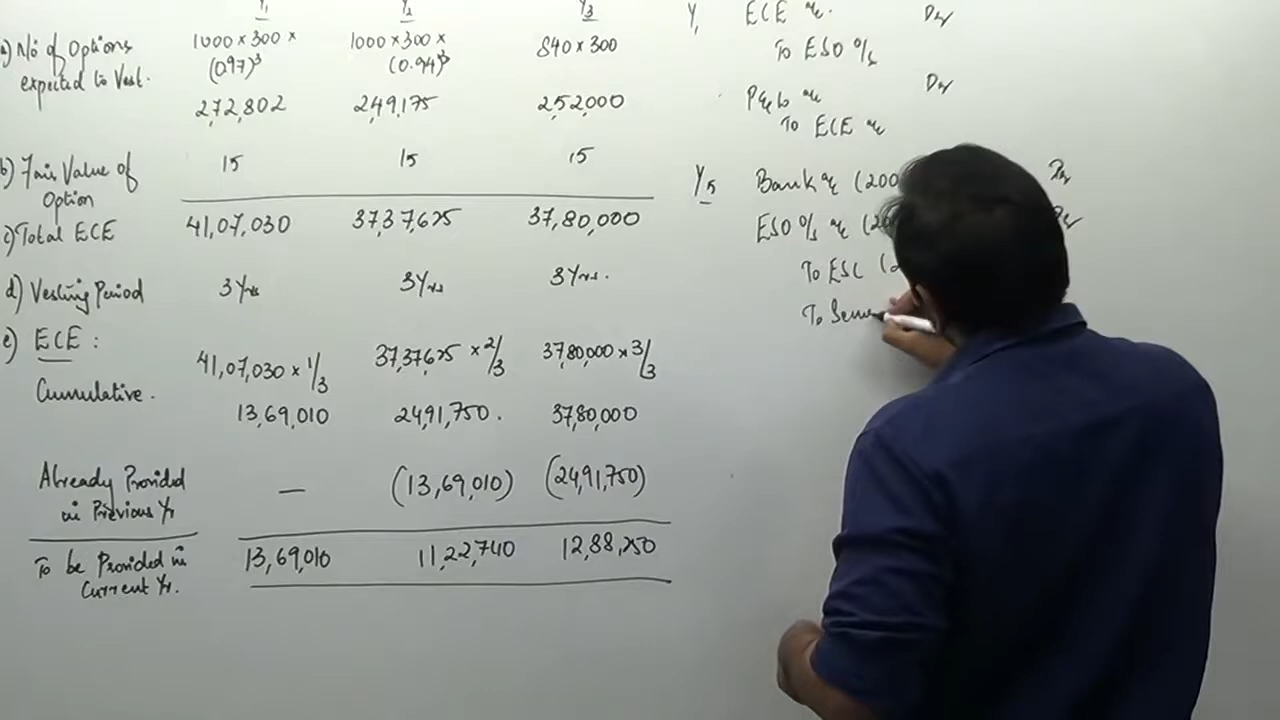 Y1 Y2 Y3
a) No of Options 1000 × 300 × 1000 × 300 × 840 × 300
expected to Vest. (0.97)³ (0.94)³
2,72,802 2,49,175 2,52,000
b) Fair Value of 15 15 15
Option
c) Total ECE 41,07,030 37,37,625 37,80,000
d) Vesting Period 3 Yrs 3 Yrs 3 Yrs.
e) ECE :
Cumulative. 41,07,030 × 1/3 37,37,625 × 2/3 37,80,000 × 3/3
13,69,010 24,91,750. 37,80,000
Already Provided — (13,69,010) (24,91,750)
in Previous Yr
To be Provided in 13,69,010 11,22,740 12,88,250
Current Yr.
Y1 ECE a/c. Dr
To ESO o/s
P&L a/c Dr
To ECE a/c
Y5 Bank a/c (200 Dr
ESO o/s a/c Dr
To ESC
To